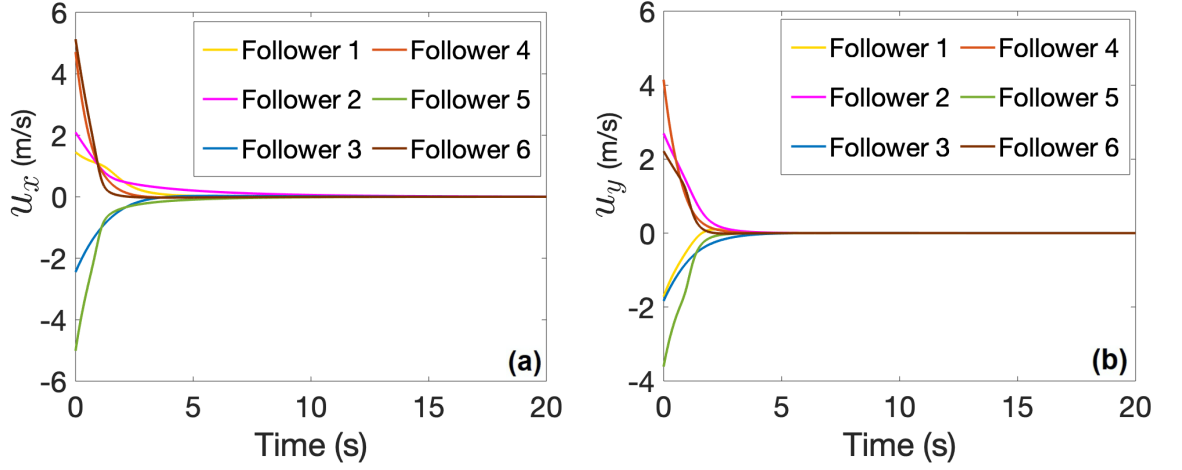 6
4
2
0
-2
-4
-6
u_x (m/s)
Follower 1 Follower 4
Follower 2 Follower 5
Follower 3 Follower 6
(a)
0 5 10 15 20
Time (s)
6
4
2
0
-2
-4
u_y (m/s)
Follower 1 Follower 4
Follower 2 Follower 5
Follower 3 Follower 6
(b)
0 5 10 15 20
Time (s)